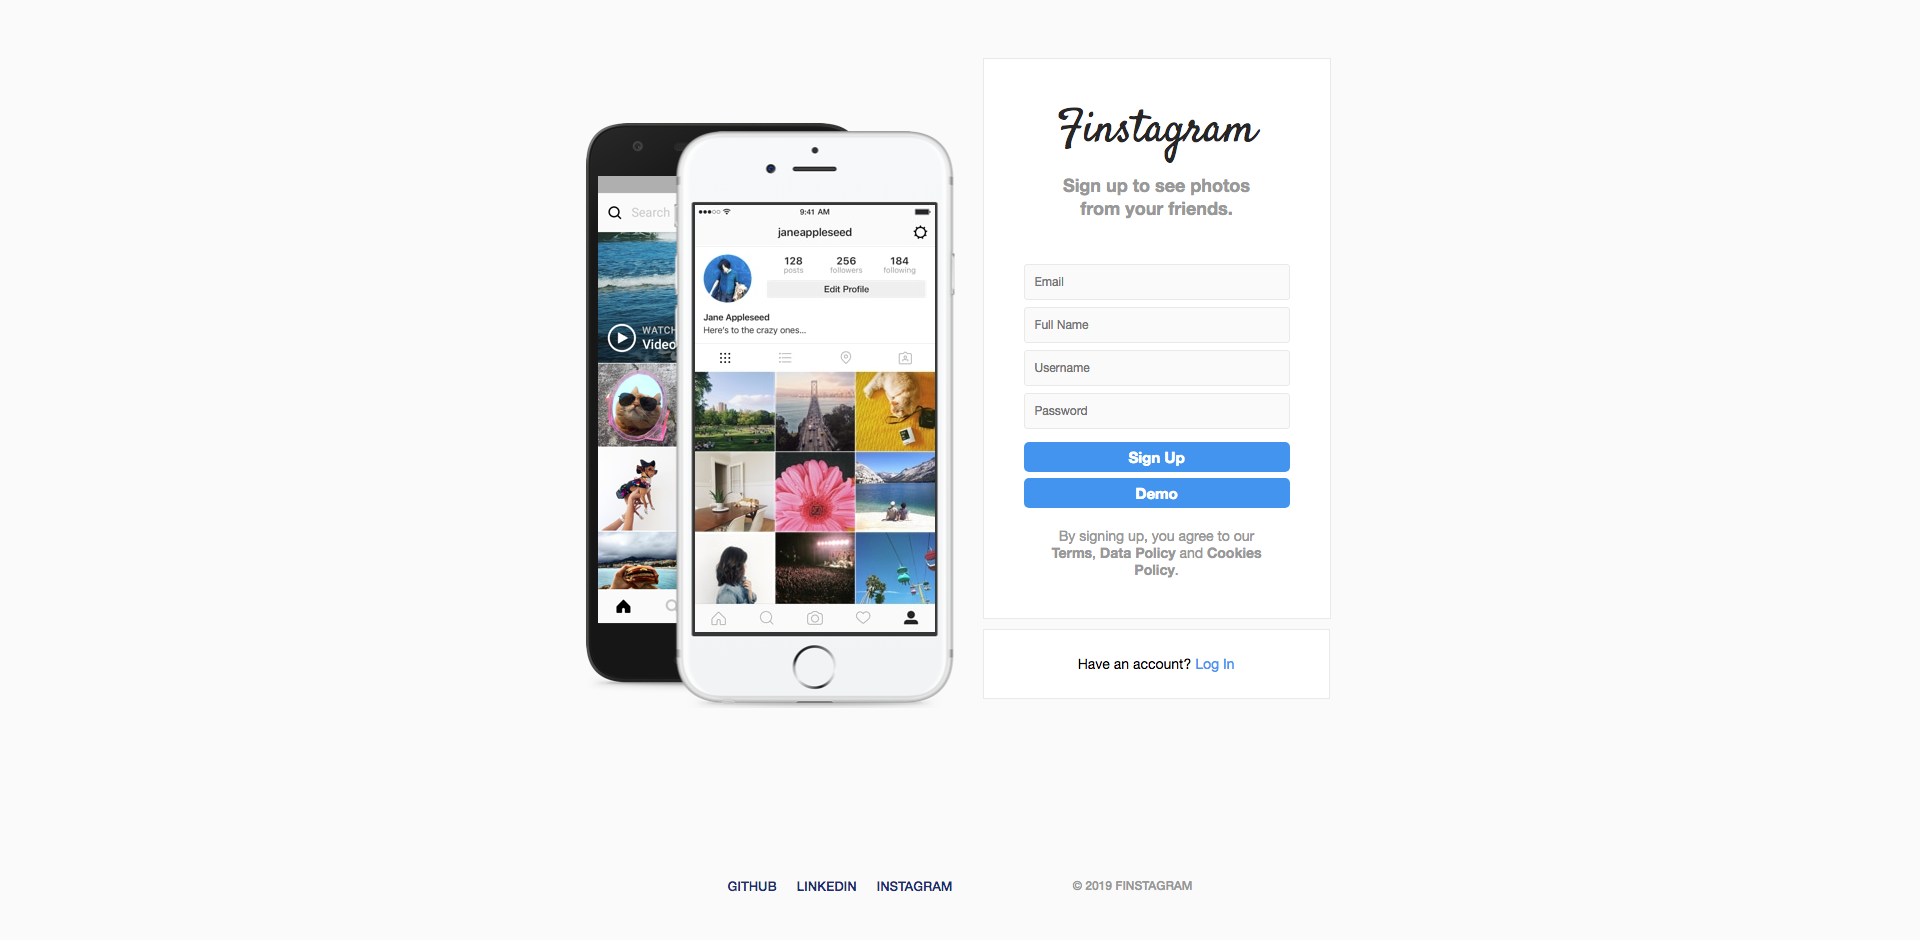 Search
WATCH
Video
9:41 AM
janeappleseed
128
256
184
posts
followers
following
Edit Profile
Jane Appleseed
Here's to the crazy ones...
Finstagram
Sign up to see photos
from your friends.
Email
Full Name
Username
Password
Sign Up
Demo
By signing up, you agree to our
Terms, Data Policy and Cookies
Policy.
Have an account? Log In
GITHUB
LINKEDIN
INSTAGRAM
© 2019 FINSTAGRAM